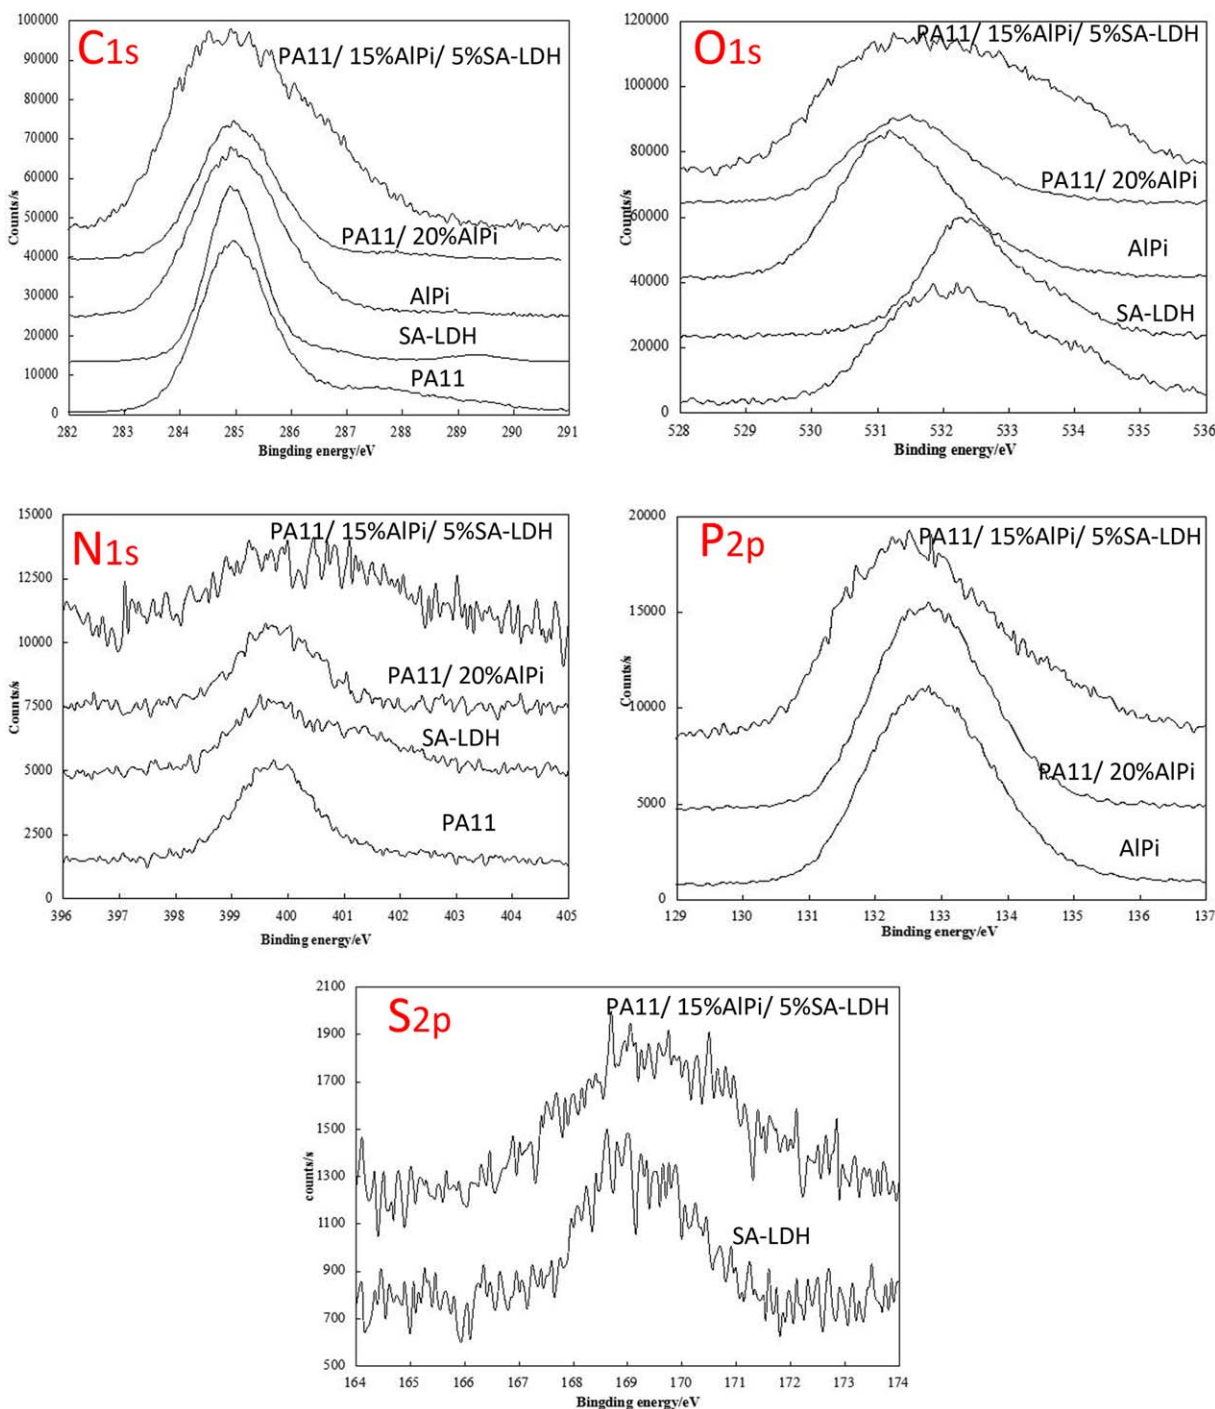 C1s
PA11/ 15%AlPi/ 5%SA-LDH
PA11/ 20%AlPi
AlPi
SA-LDH
PA11
Counts/s
100000
90000
80000
70000
60000
50000
40000
30000
20000
10000
0
282 283 284 285 286 287 288 289 290 291
Bingding energy/eV
O1s
PA11/ 15%AlPi/ 5%SA-LDH
PA11/ 20%AlPi
AlPi
SA-LDH
Counts/s
120000
100000
80000
60000
40000
20000
0
528 529 530 531 532 533 534 535 536
Binding energy/eV
N1s
PA11/ 15%AlPi/ 5%SA-LDH
PA11/ 20%AlPi
SA-LDH
PA11
Counts/s
15000
12500
10000
7500
5000
2500
0
396 397 398 399 400 401 402 403 404 405
Binding energy/eV
P2p
PA11/ 15%AlPi/ 5%SA-LDH
PA11/ 20%AlPi
AlPi
Counts/s
20000
15000
10000
5000
0
129 130 131 132 133 134 135 136 137
Binding energy/eV
S2p
PA11/ 15%AlPi/ 5%SA-LDH
SA-LDH
counts/s
2100
1900
1700
1500
1300
1100
900
700
500
164 165 166 167 168 169 170 171 172 173 174
Bingding energy/eV